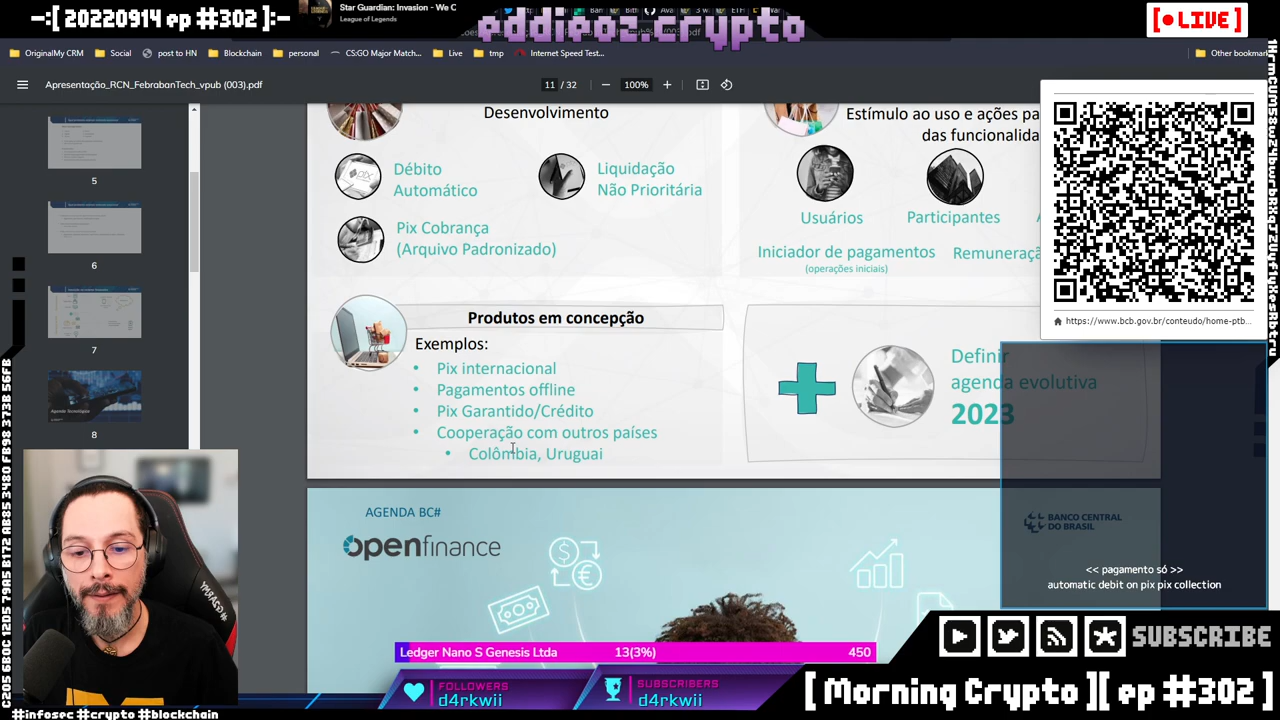 -:[ 20220914 ep #302 ]:-
Star Guardian: Invasion - We C
League of Legends
eddieoz.crypto
[ ● LIVE ]
OriginalMy CRM
Social
post to HN
Blockchain
personal
CS:GO Major Match...
Live
tmp
Internet Speed Test...
Other bookmar
Apresentação_RCN_FebrabanTech_vpub (003).pdf
11 / 32
100%
5
6
7
8
Desenvolvimento
Débito
Automático
Liquidação
Não Prioritária
Pix Cobrança
(Arquivo Padronizado)
Estímulo ao uso e ações pa
das funcionalida
Usuários
Participantes
Iniciador de pagamentos
(operações iniciais)
Remuneraçã
https://www.bcb.gov.br/conteudo/home-ptb...
Produtos em concepção
Exemplos:
• Pix internacional
• Pagamentos offline
• Pix Garantido/Crédito
• Cooperação com outros países
• Colômbia, Uruguai
Definir
agenda evolutiva
2023
AGENDA BC#
openfinance
BANCO CENTRAL
DO BRASIL
<< pagamento só >>
automatic debit on pix pix collection
Ledger Nano S Genesis Ltda
13(3%)
450
FOLLOWERS
d4rkwii
SUBSCRIBERS
d4rkwii
SUBSCRIBE
[ Morning Crypto ][ ep #302 ]
#infosec #crypto #blockchain